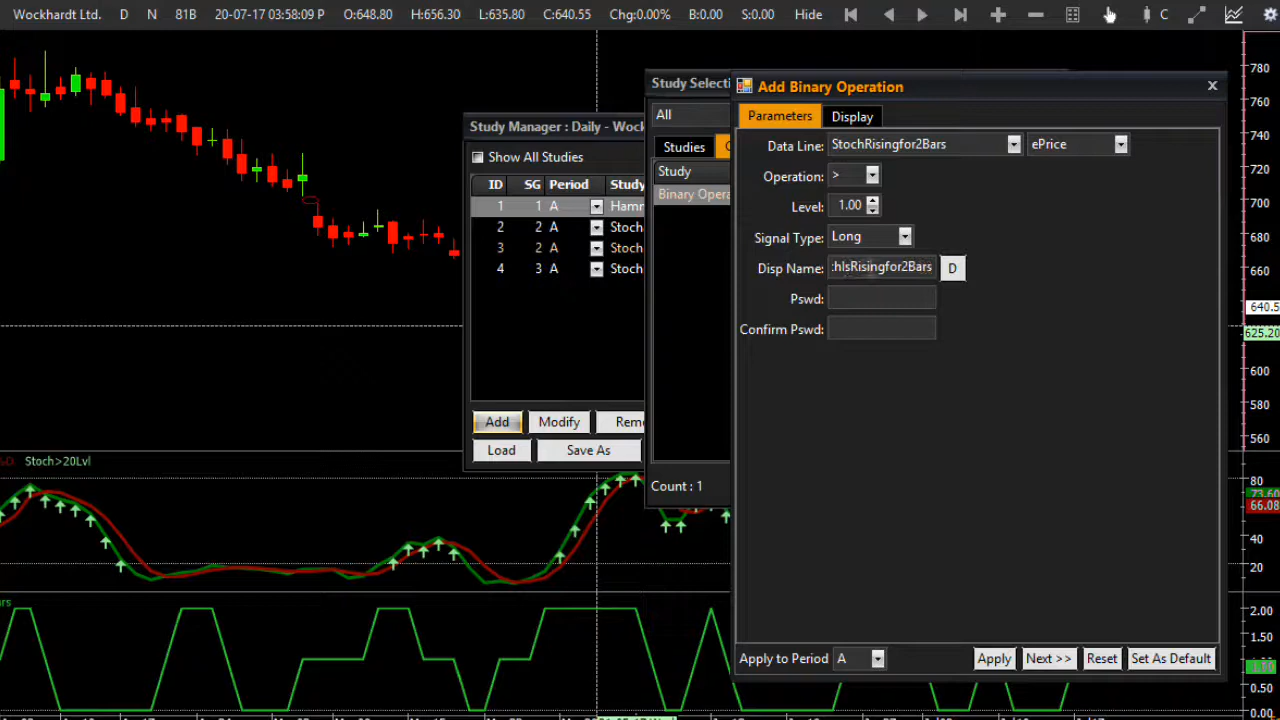 Wockhardt Ltd. D N 81B 20-07-17 03:58:09 P O:648.80 H:656.30 L:635.80 C:640.55 Chg:0.00% B:0.00 S:0.00 Hide C
780
760
740
720
700
680
660
640.5
625.20
600
580
560
Study Manager : Daily - Wock
Show All Studies
ID SG Period Study
1 1 A Hamm
2 2 A Stoch
3 2 A Stoch
4 3 A Stoch
Add Modify Rem
Load Save As
Study Selecti
All
Studies
Study
Binary Opera
Count : 1
Add Binary Operation
Parameters Display
Data Line: StochRisingfor2Bars ePrice
Operation: >
Level: 1.00
Signal Type: Long
Disp Name: :hIsRisingfor2Bars D
Pswd:
Confirm Pswd:
Apply to Period A Apply Next >> Reset Set As Default
Stoch>20Lvl
80
73.60
66.08
40
20
rs
2.00
1.50
1.00
0.50
0.00